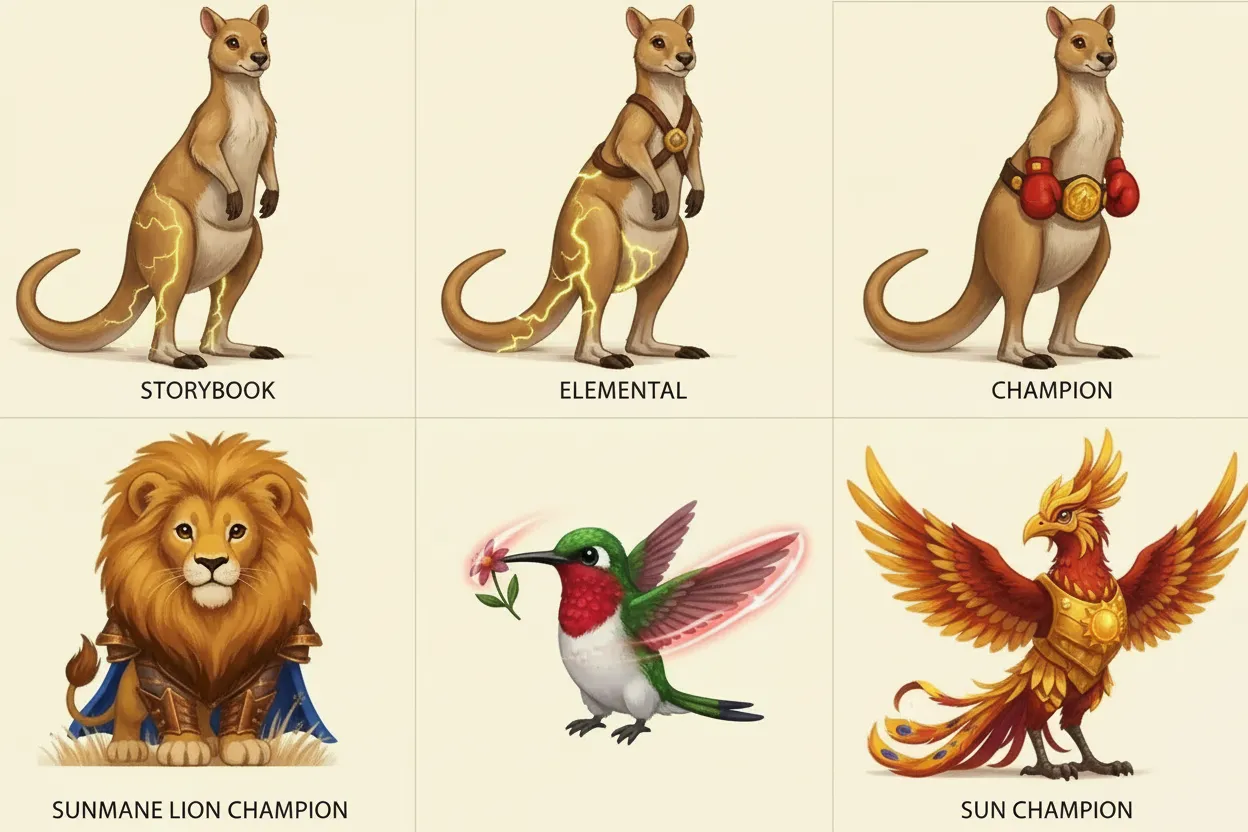 STORYBOOK
ELEMENTAL
CHAMPION
SUNMANE LION CHAMPION
SUN CHAMPION